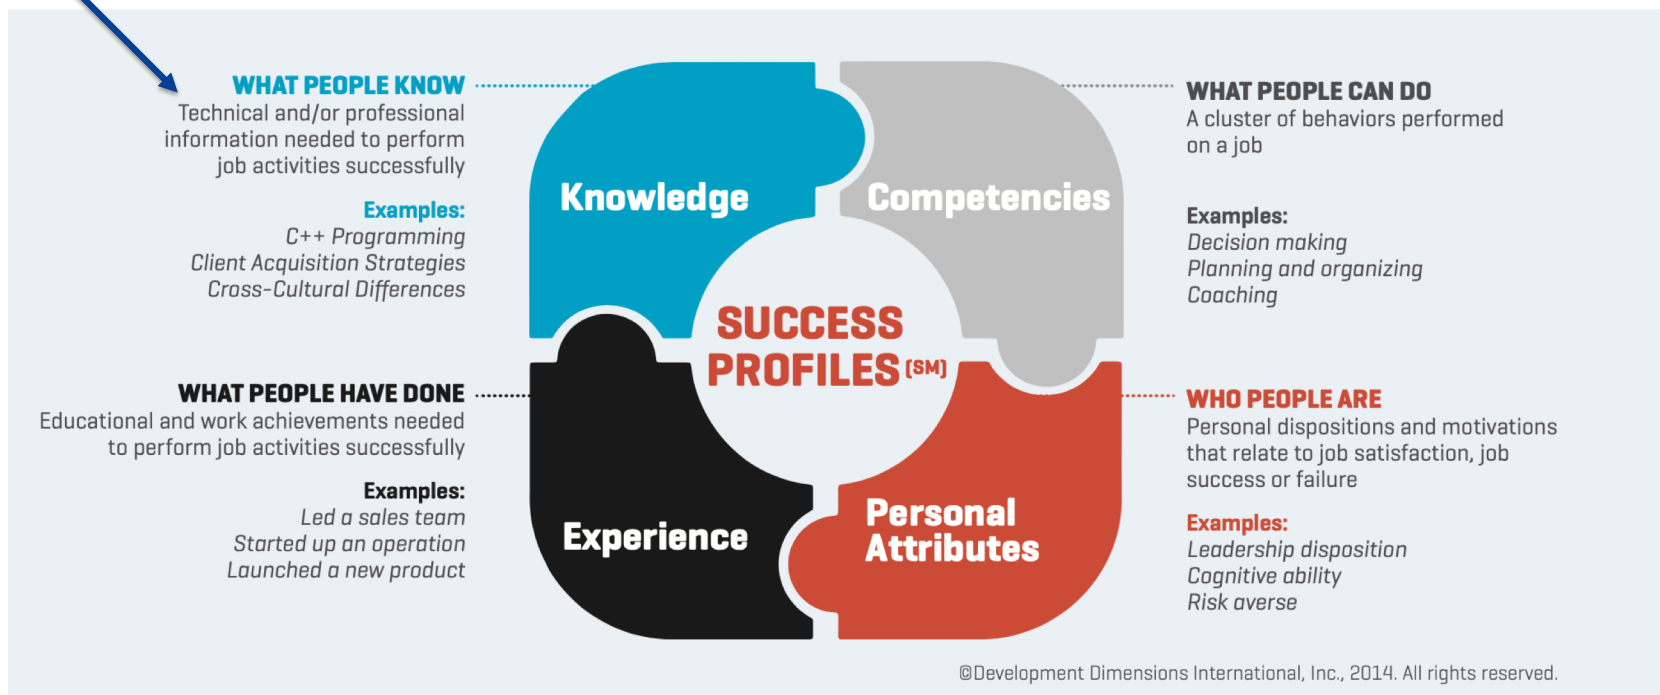 WHAT PEOPLE KNOW
Technical and/or professional
information needed to perform
job activities successfully
Examples:
C++ Programming
Client Acquisition Strategies
Cross-Cultural Differences
WHAT PEOPLE HAVE DONE
Educational and work achievements needed
to perform job activities successfully
Examples:
Led a sales team
Started up an operation
Launched a new product
Knowledge
Competencies
SUCCESS
PROFILES (SM)
Experience
Personal
Attributes
WHAT PEOPLE CAN DO
A cluster of behaviors performed
on a job
Examples:
Decision making
Planning and organizing
Coaching
WHO PEOPLE ARE
Personal dispositions and motivations
that relate to job satisfaction, job
success or failure
Examples:
Leadership disposition
Cognitive ability
Risk averse
©Development Dimensions International, Inc., 2014. All rights reserved.